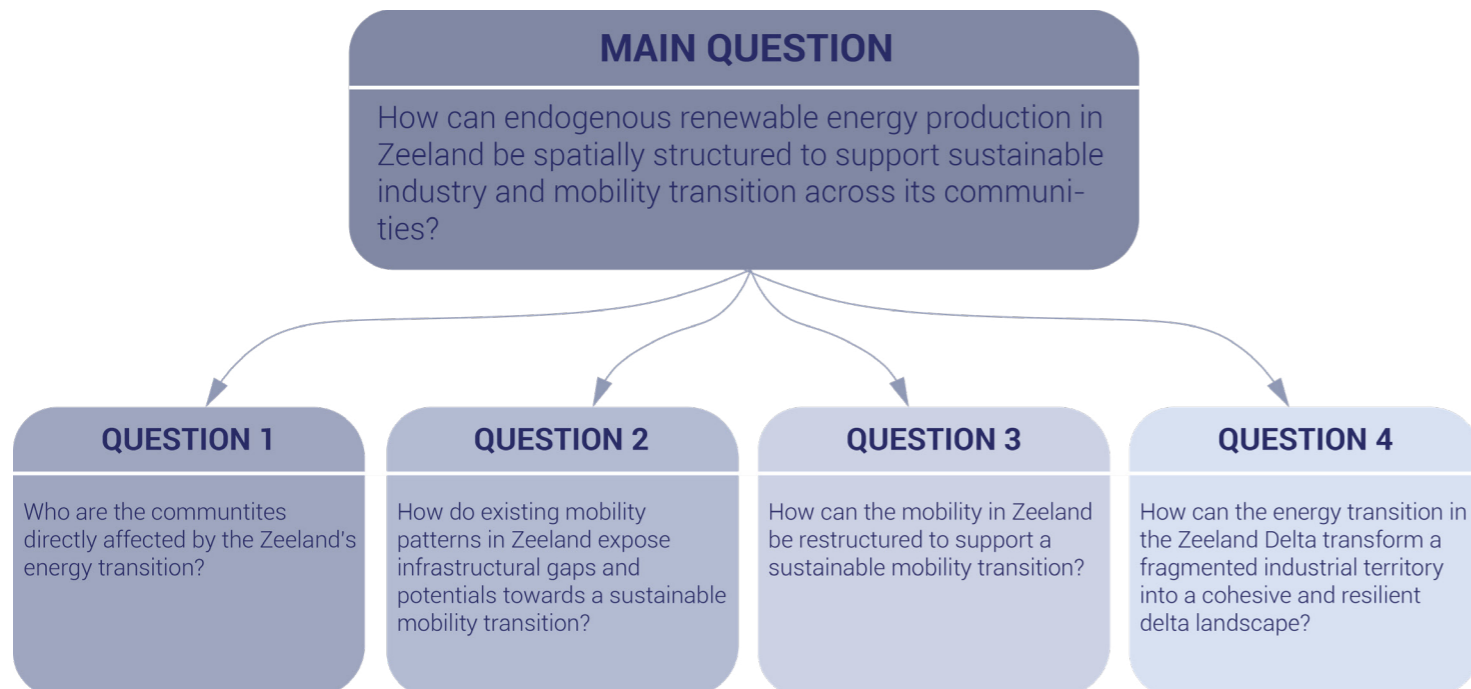 MAIN QUESTION
How can endogenous renewable energy production in
Zeeland be spatially structured to support sustainable
industry and mobility transition across its communi-
ties?
QUESTION 1
Who are the communtites
directly affected by the Zeeland's
energy transition?
QUESTION 2
How do existing mobility
patterns in Zeeland expose
infrastructural gaps and
potentials towards a sustainable
mobility transition?
QUESTION 3
How can the mobility in Zeeland
be restructured to support a
sustainable mobility transition?
QUESTION 4
How can the energy transition in
the Zeeland Delta transform a
fragmented industrial territory
into a cohesive and resilient
delta landscape?